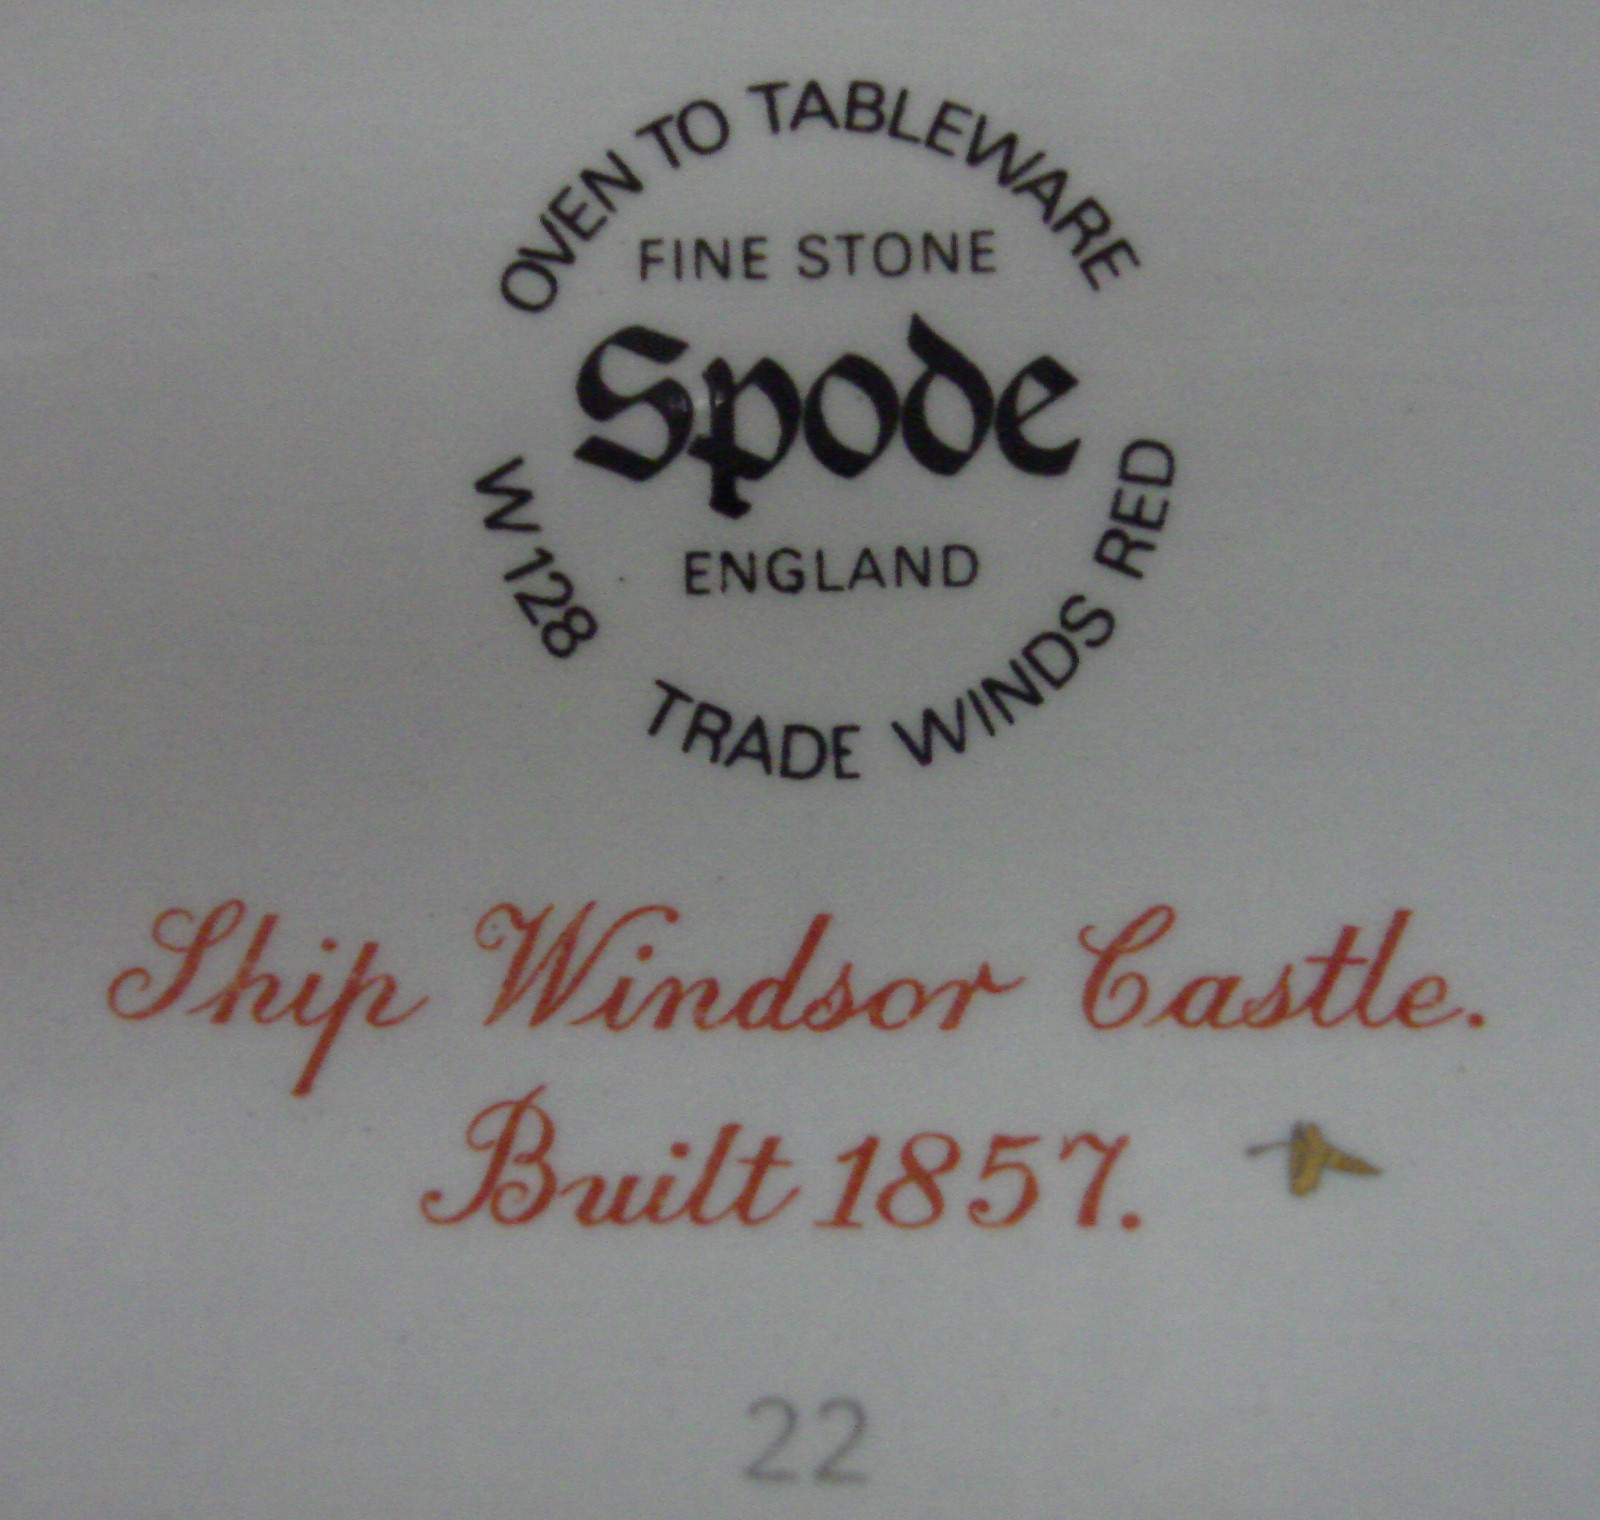 OVEN TO TABLEWARE
FINE STONE
Spode
ENGLAND
W 128 TRADE WINDS RED
Ship Windsor Castle.
Built 1857.
22